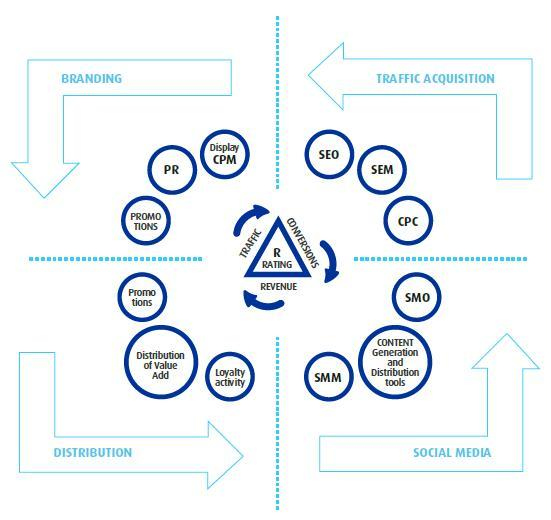 BRANDING
TRAFFIC ACQUISITION
Display
CPM
PR
PROMO
TIONS
SEO
SEM
CPC
TRAFFIC
CONVERSIONS
R
RATING
REVENUE
Promo
tions
Distribution
of Value
Add
Loyalty
activity
SMO
CONTENT
Generation
and
Distribution
tools
SMM
DISTRIBUTION
SOCIAL MEDIA